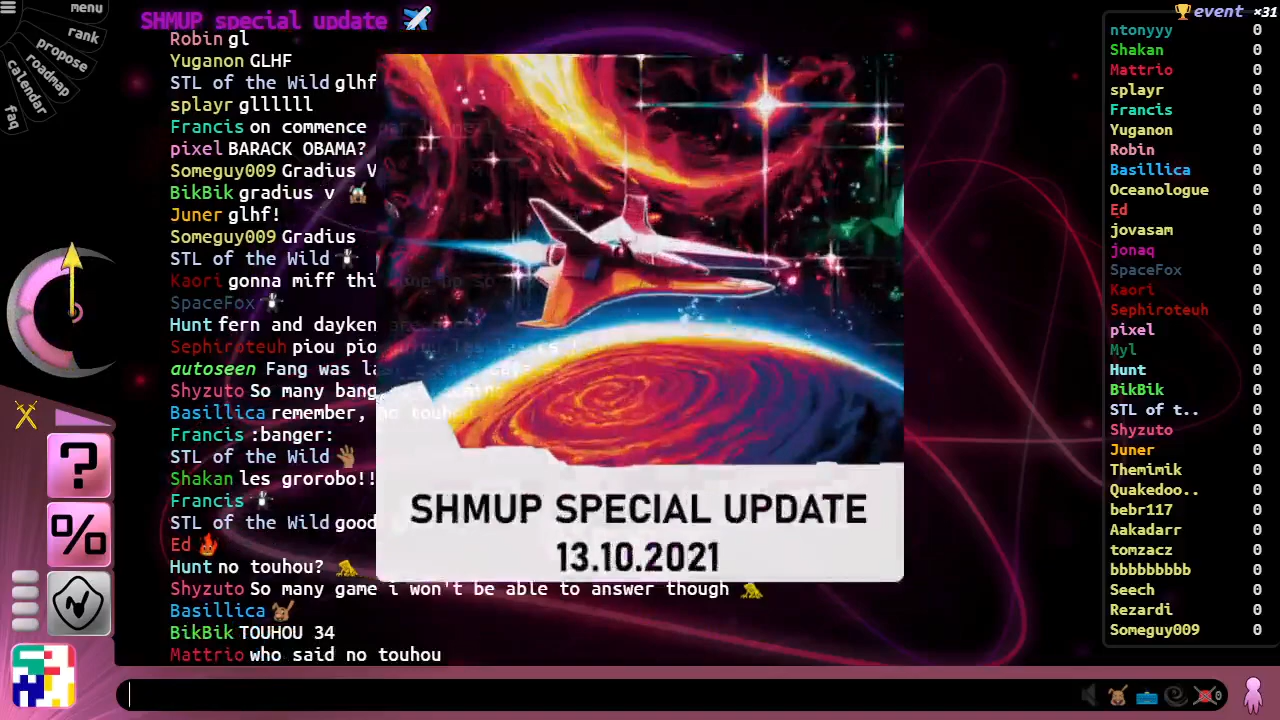 SHMUP special update
event ×31
menu
rank
propose
roadmap
calendar
faq
Robin gl
Yuganon GLHF
STL of the Wild glhf
splayr gllllll
Francis on commence
pixel BARACK OBAMA?
Someguy009 Gradius V
BikBik gradius v
Juner glhf!
Someguy009 Gradius
STL of the Wild
Kaori gonna miff thi
SpaceFox
Hunt fern and dayken
Sephiroteuh piou pio
autoseen Fang was la
Shyzuto So many bang
Basillica remember, no touhou
Francis :banger:
STL of the Wild
Shakan les grorobo!!
Francis
STL of the Wild good
Ed
Hunt no touhou?
Shyzuto So many game i won't be able to answer though
Basillica
BikBik TOUHOU 34
Mattrio who said no touhou
SHMUP SPECIAL UPDATE
13.10.2021
?
%
ntonyyy 0
Shakan 0
Mattrio 0
splayr 0
Francis 0
Yuganon 0
Robin 0
Basillica 0
Oceanologue 0
Ed 0
jovasam 0
jonaq 0
SpaceFox 0
Kaori 0
Sephiroteuh 0
pixel 0
Myl 0
Hunt 0
BikBik 0
STL of t.. 0
Shyzuto 0
Juner 0
Themimik 0
Quakedoo.. 0
bebr117 0
Aakadarr 0
tomzacz 0
bbbbbbbbb 0
Seech 0
Rezardi 0
Someguy009 0
0